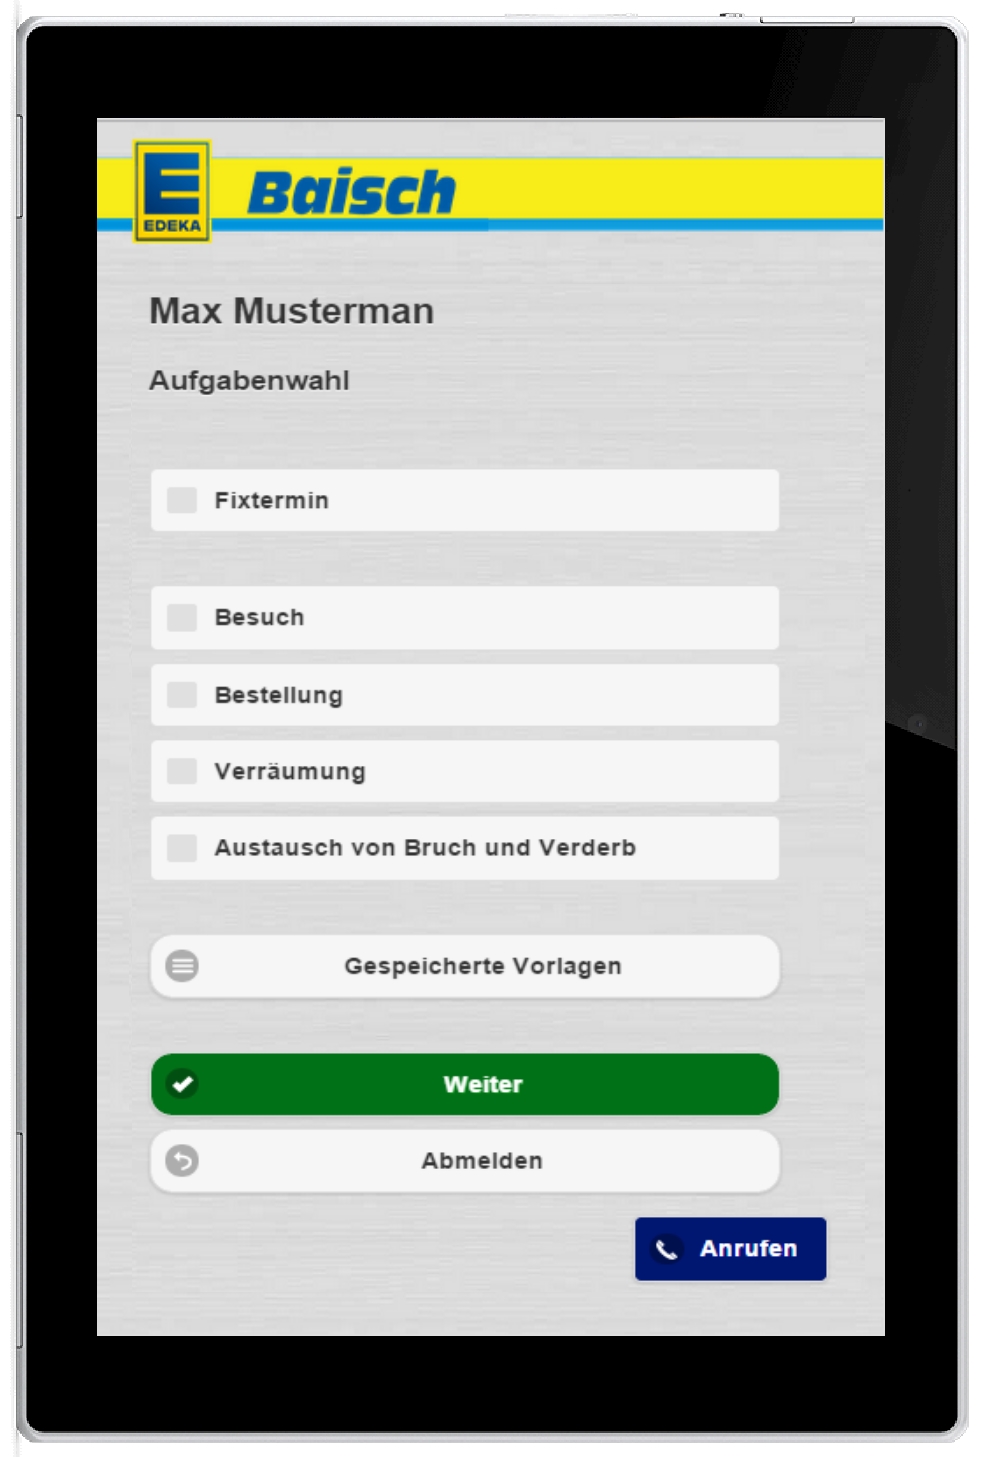 E
EDEKA
Baisch
Max Musterman
Aufgabenwahl
Fixtermin
Besuch
Bestellung
Verräumung
Austausch von Bruch und Verderb
Gespeicherte Vorlagen
Weiter
Abmelden
Anrufen